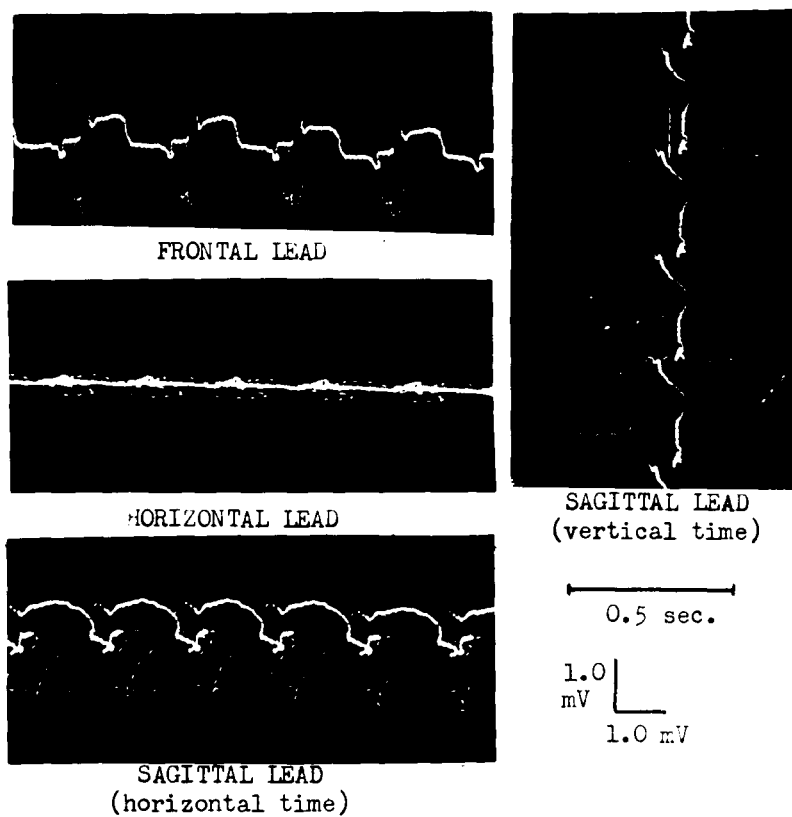 FRONTAL LEAD
HORIZONTAL LEAD
SAGITTAL LEAD
(horizontal time)
SAGITTAL LEAD
(vertical time)
0.5 sec.
1.0
mV
1.0 mV